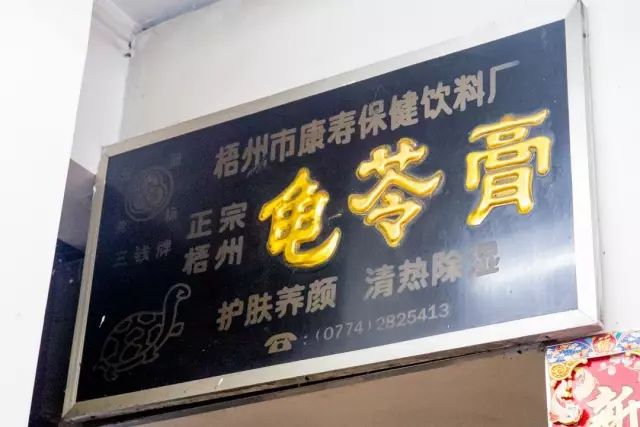 梧州市康寿保健饮料厂
三钱牌
正宗
梧州
龟苓膏
护肤养颜 清热除湿
☎:(0774)2825413
新